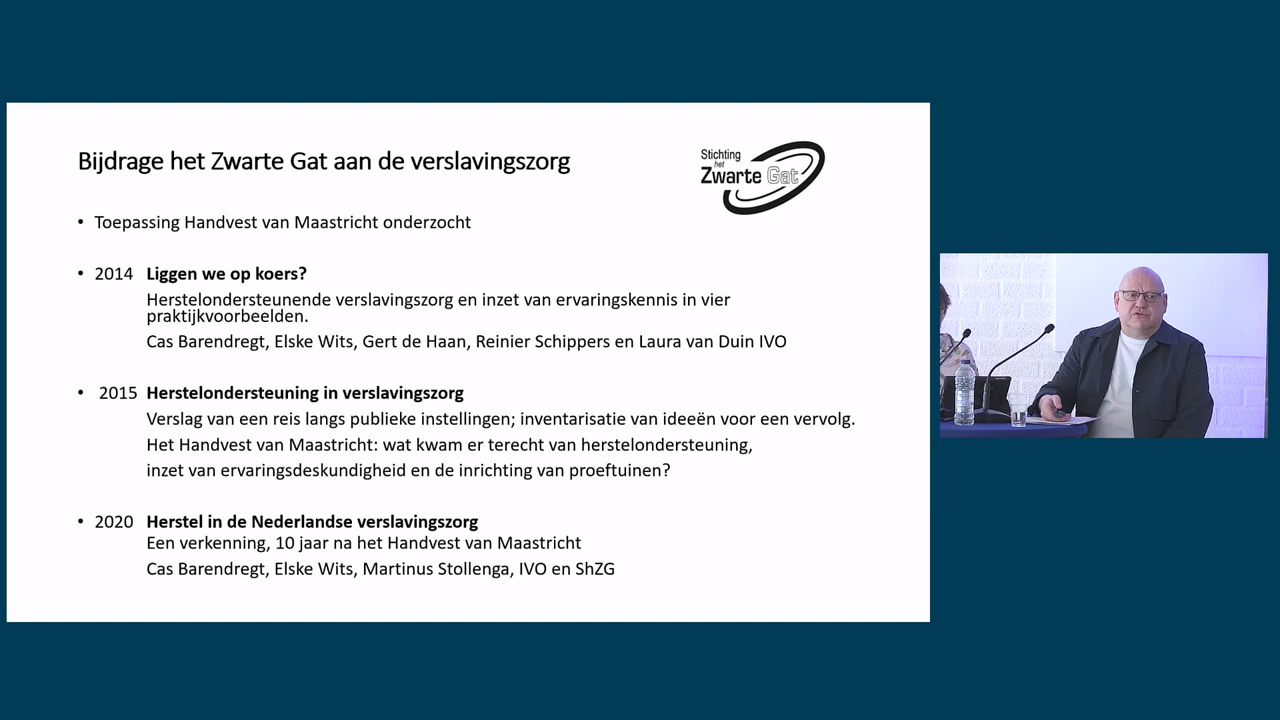 Bijdrage het Zwarte Gat aan de verslavingszorg
Stichting
het
Zwarte Gat
• Toepassing Handvest van Maastricht onderzocht
• 2014 Liggen we op koers?
Herstelondersteunende verslavingszorg en inzet van ervaringskennis in vier
praktijkvoorbeelden.
Cas Barendregt, Elske Wits, Gert de Haan, Reinier Schippers en Laura van Duin IVO
• 2015 Herstelondersteuning in verslavingszorg
Verslag van een reis langs publieke instellingen; inventarisatie van ideeën voor een vervolg.
Het Handvest van Maastricht: wat kwam er terecht van herstelondersteuning,
inzet van ervaringsdeskundigheid en de inrichting van proeftuinen?
• 2020 Herstel in de Nederlandse verslavingszorg
Een verkenning, 10 jaar na het Handvest van Maastricht
Cas Barendregt, Elske Wits, Martinus Stollenga, IVO en ShZG